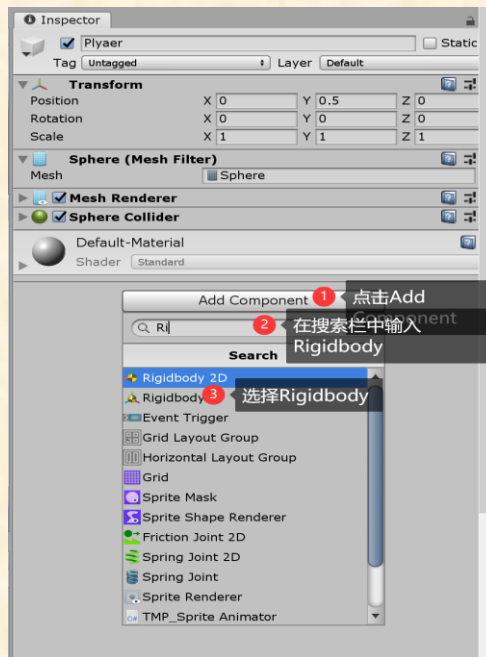 Inspector
Plyaer
Static
Tag Untagged Layer Default
Transform
Position X 0 Y 0.5 Z 0
Rotation X 0 Y 0 Z 0
Scale X 1 Y 1 Z 1
Sphere (Mesh Filter)
Mesh Sphere
Mesh Renderer
Sphere Collider
Default-Material
Shader Standard
Add Component
1 点击Add
Component
Ri
2 在搜索栏中输入
Rigidbody
Search
Rigidbody 2D
Rigidbody
3 选择Rigidbody
Event Trigger
Grid Layout Group
Horizontal Layout Group
Grid
Sprite Mask
Sprite Shape Renderer
Friction Joint 2D
Spring Joint 2D
Spring Joint
Sprite Renderer
TMP_Sprite Animator